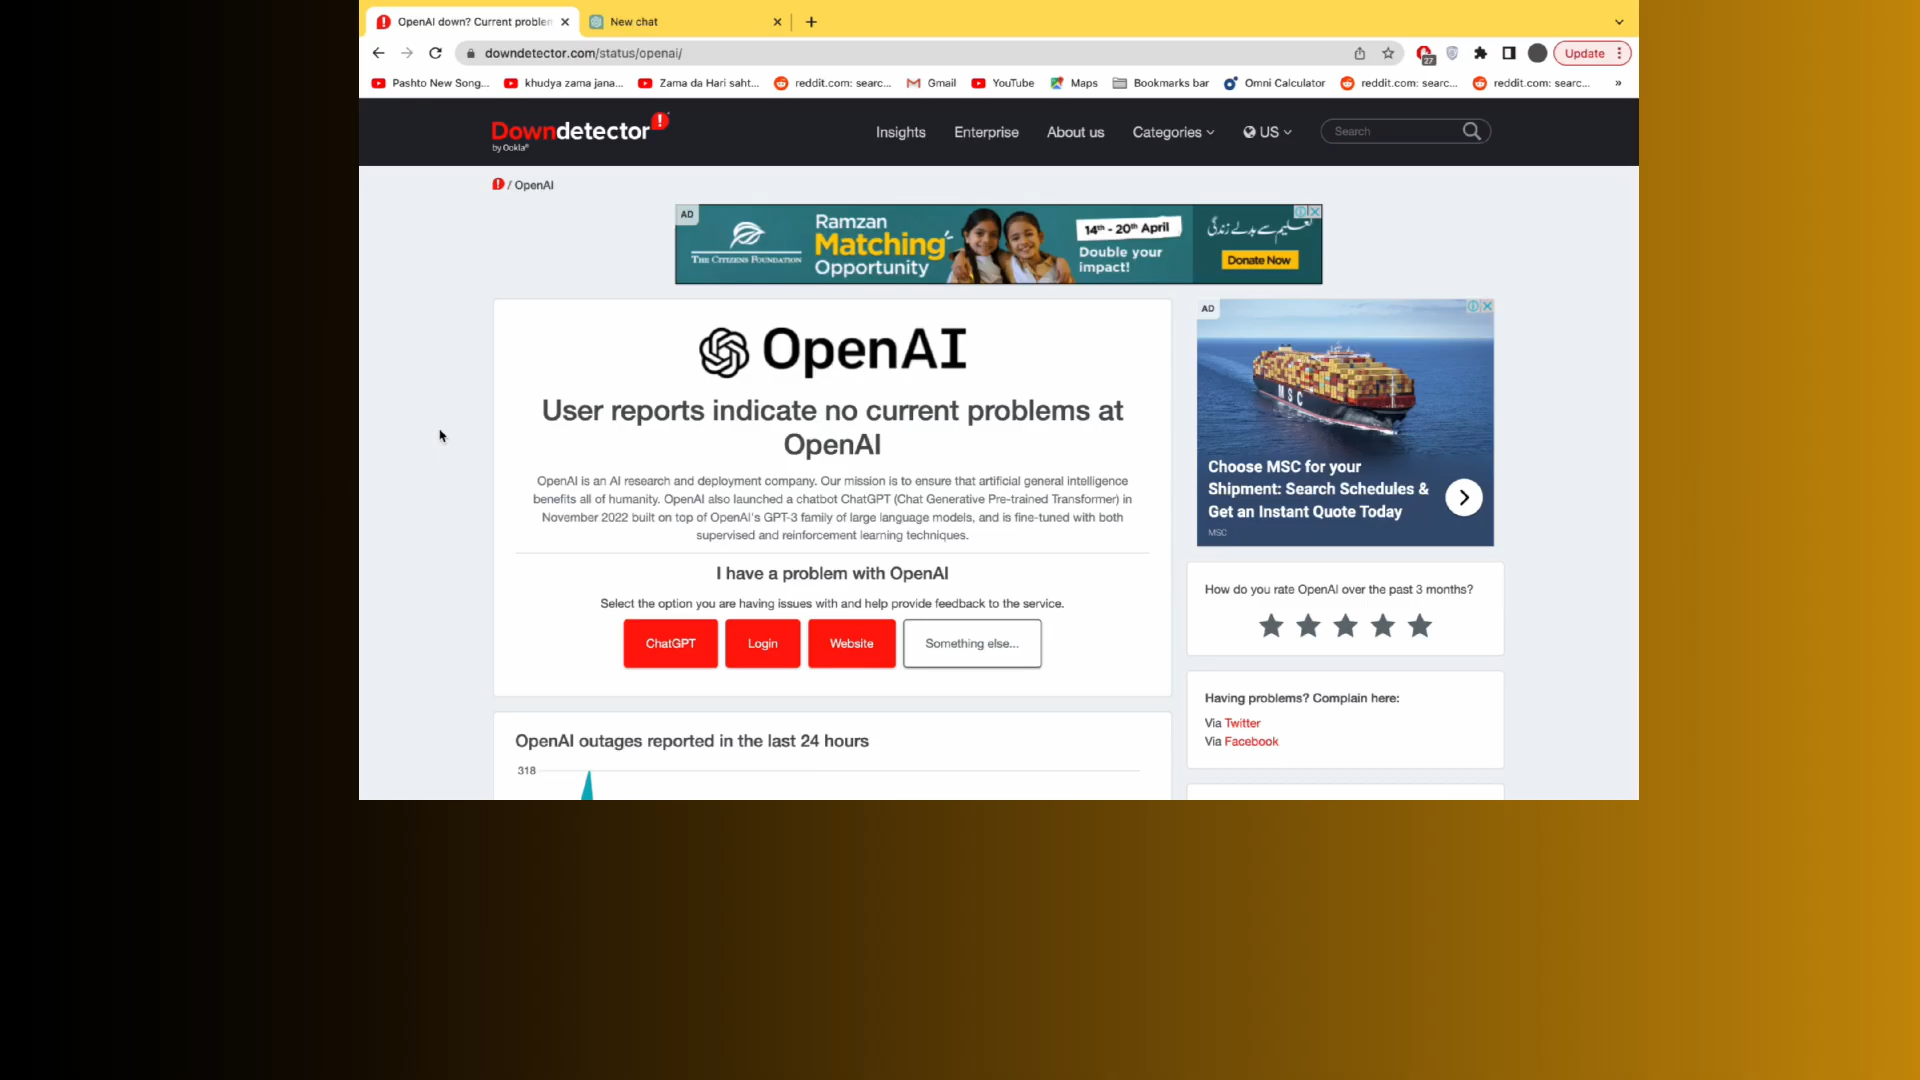 OpenAI down? Current problem
New chat
downdetector.com/status/openai/
27
Update
Pashto New Song...
khudya zama jana...
Zama da Hari saht...
reddit.com: searc...
Gmail
YouTube
Maps
Bookmarks bar
Omni Calculator
reddit.com: searc...
reddit.com: searc...
»
Downdetector
by Ookla®
Insights
Enterprise
About us
Categories
US
Search
/ OpenAI
AD
THE CITIZENS FOUNDATION
Ramzan
Matching
Opportunity
14th - 20th April
Double your
impact!
تعلیم سے بدلے زندگی
Donate Now
OpenAI
User reports indicate no current problems at
OpenAI
OpenAI is an AI research and deployment company. Our mission is to ensure that artificial general intelligence
benefits all of humanity. OpenAI also launched a chatbot ChatGPT (Chat Generative Pre-trained Transformer) in
November 2022 built on top of OpenAI's GPT-3 family of large language models, and is fine-tuned with both
supervised and reinforcement learning techniques.
I have a problem with OpenAI
Select the option you are having issues with and help provide feedback to the service.
ChatGPT
Login
Website
Something else...
OpenAI outages reported in the last 24 hours
318
AD
MSC
Choose MSC for your
Shipment: Search Schedules &
Get an Instant Quote Today
MSC
How do you rate OpenAI over the past 3 months?
Having problems? Complain here:
Via Twitter
Via Facebook